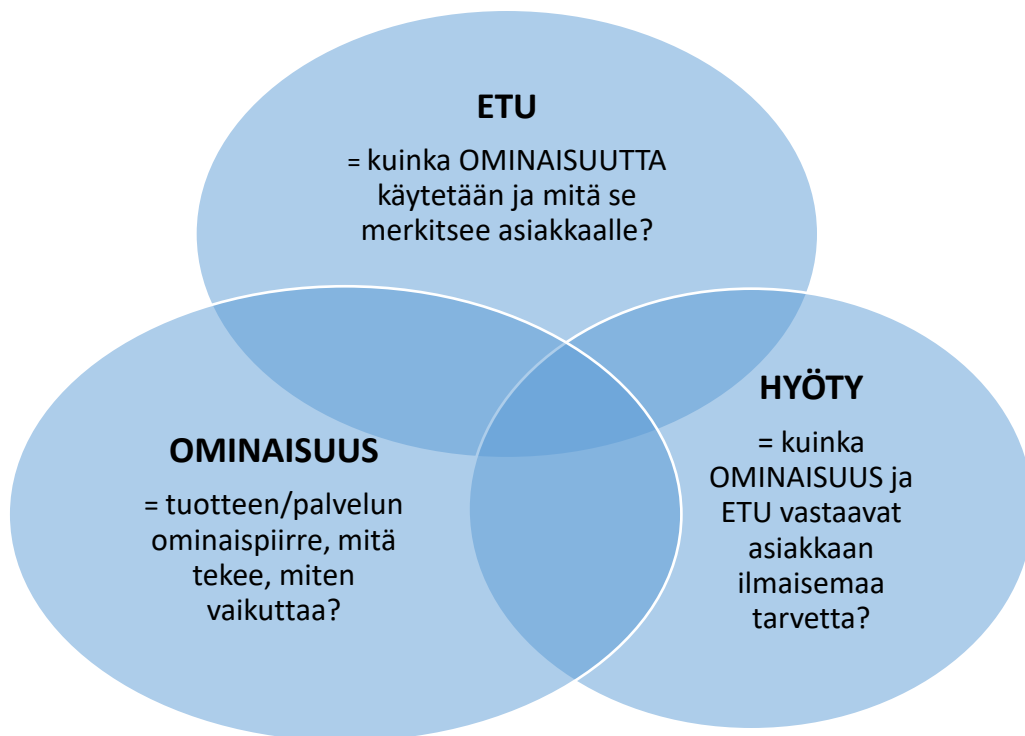 ETU
= kuinka OMINAISUUTTA
käytetään ja mitä se
merkitsee asiakkaalle?
OMINAISUUS
= tuotteen/palvelun
ominaispiirre, mitä
tekee, miten
vaikuttaa?
HYÖTY
= kuinka
OMINAISUUS ja
ETU vastaavat
asiakkaan
ilmaisemaa
tarvetta?